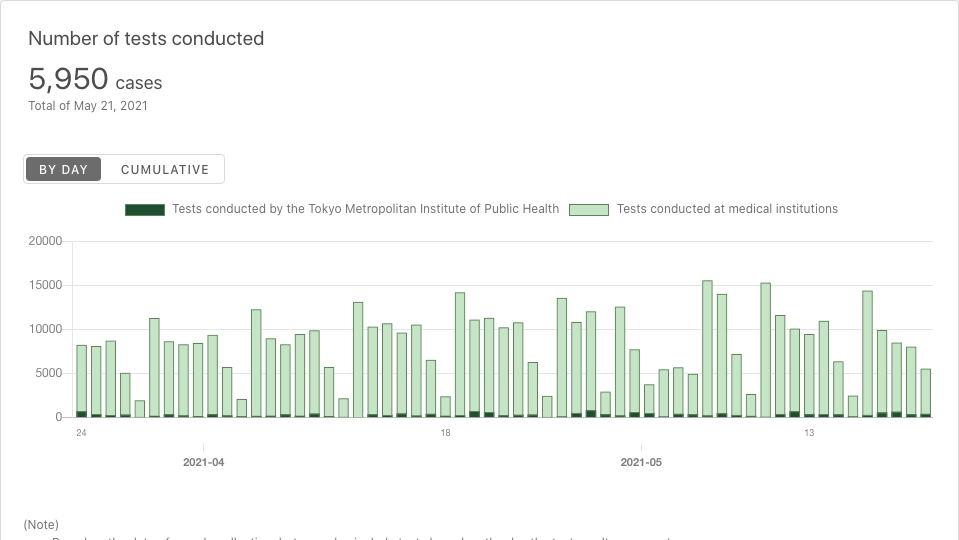 Number of tests conducted
5,950 cases
Total of May 21, 2021
BY DAY CUMULATIVE
Tests conducted by the Tokyo Metropolitan Institute of Public Health Tests conducted at medical institutions
20000
15000
10000
5000
0
24 18 13
2021-04 2021-05
(Note)